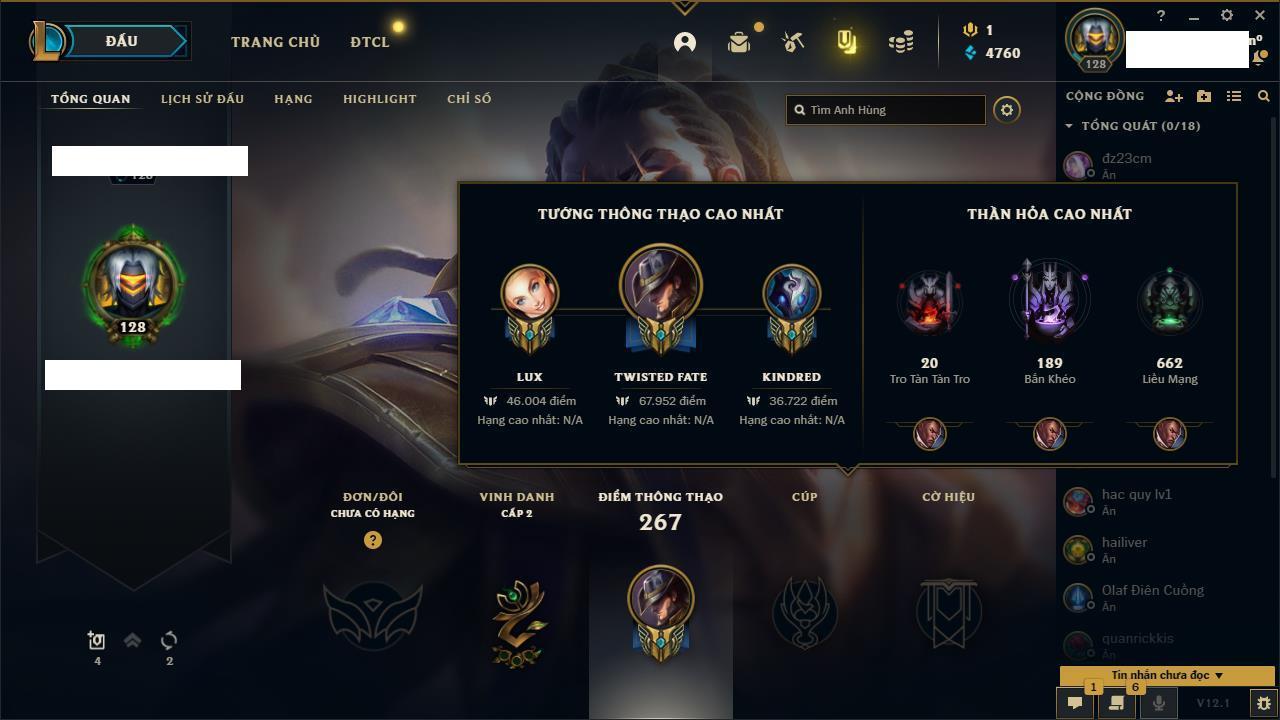 ĐẤU
TRANG CHỦ
ĐTCL
1
4760
?
nº
128
TỔNG QUAN
LỊCH SỬ ĐẤU
HẠNG
HIGHLIGHT
CHỈ SỐ
Tìm Anh Hùng
CỘNG ĐỒNG
TỔNG QUÁT (0/18)
đz23cm
Ẩn
128
TƯỚNG THÔNG THẠO CAO NHẤT
LUX
46.004 điểm
Hạng cao nhất: N/A
TWISTED FATE
67.952 điểm
Hạng cao nhất: N/A
KINDRED
36.722 điểm
Hạng cao nhất: N/A
THẦN HỎA CAO NHẤT
20
Tro Tàn Tàn Tro
189
Bắn Khéo
662
Liều Mạng
ĐƠN/ĐÔI
CHƯA CÓ HẠNG
?
VINH DANH
CẤP 2
ĐIỂM THÔNG THẠO
267
CÚP
CỜ HIỆU
4
2
hac quy lv1
Ẩn
hailiver
Ẩn
Olaf Điên Cuồng
Ẩn
quanrickkis
Ẩn
Tin nhắn chưa đọc
1
6
V12.1